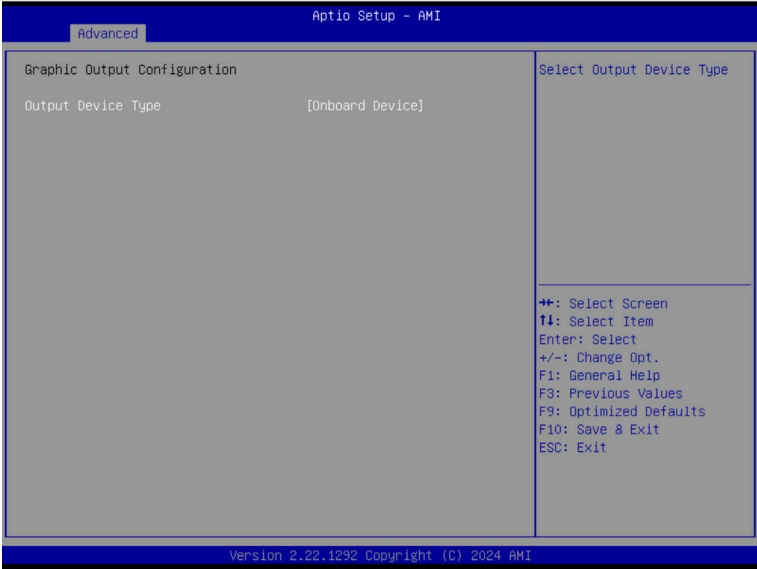 Aptio Setup - AMI
Advanced
Graphic Output Configuration
Output Device Type [Onboard Device]
Select Output Device Type
→←: Select Screen
↑↓: Select Item
Enter: Select
+/-: Change Opt.
F1: General Help
F3: Previous Values
F9: Optimized Defaults
F10: Save & Exit
ESC: Exit
Version 2.22.1292 Copyright (C) 2024 AMI